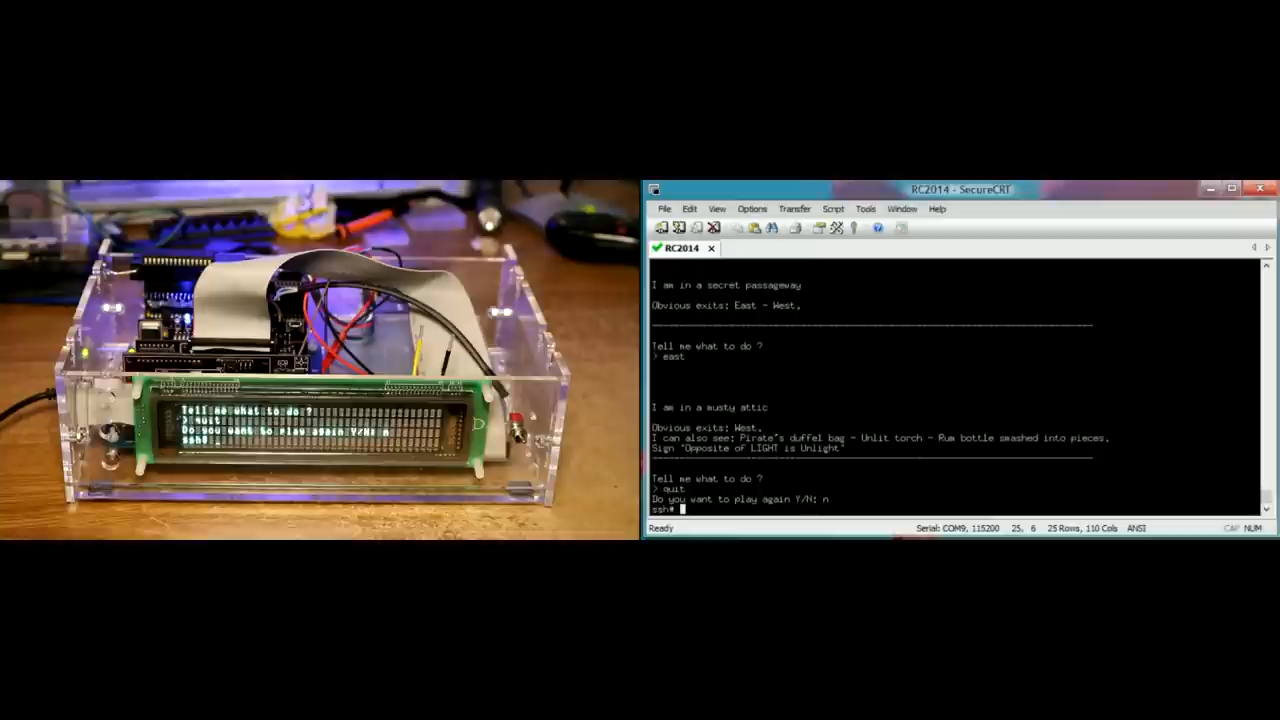 Tell me what to do ?
> quit
Do you want to play again Y/N: n
ssh#
RC2014 - SecureCRT
File Edit View Options Transfer Script Tools Window Help
RC2014
I am in a secret passageway
Obvious exits: East - West.
Tell me what to do ?
> east
I am in a musty attic
Obvious exits: West.
I can also see: Pirate's duffel bag - Unlit torch - Rum bottle smashed into pieces.
Sign "Opposite of LIGHT is Unlight"
Tell me what to do ?
> quit
Do you want to play again Y/N: n
ssh#
Ready Serial: COM9, 115200 25, 6 25 Rows, 110 Cols ANSI CAP NUM